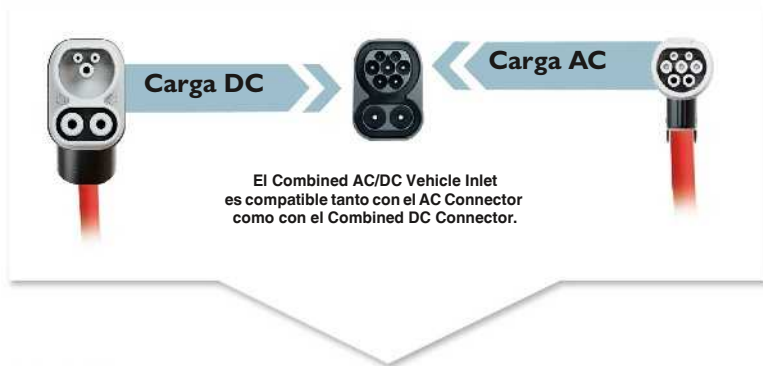 Carga DC
Carga AC
El Combined AC/DC Vehicle Inlet
es compatible tanto con el AC Connector
como con el Combined DC Connector.